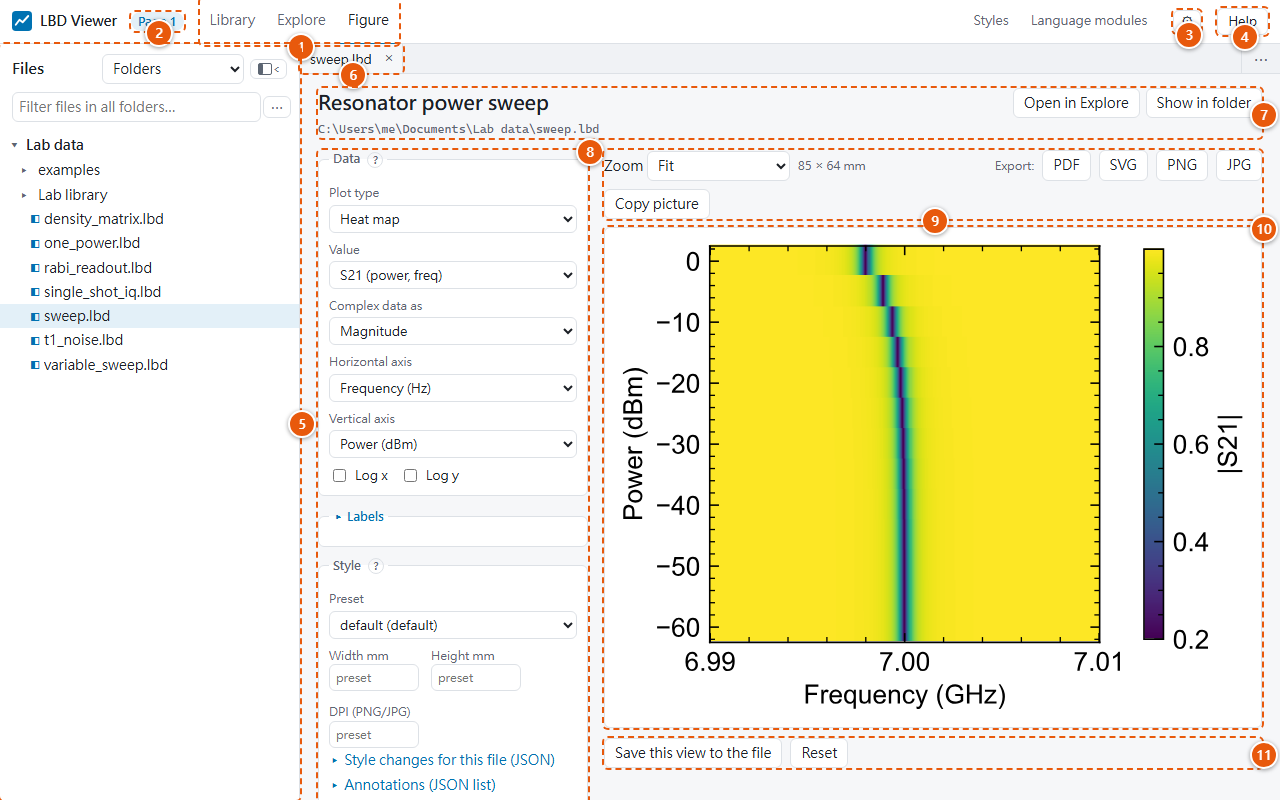 LBD Viewer
Library Explore Figure
Styles Language modules
Help
1
2
3
4
Files
Folders
Filter files in all folders...
...
Lab data
examples
Lab library
density_matrix.lbd
one_power.lbd
rabi_readout.lbd
single_shot_iq.lbd
sweep.lbd
t1_noise.lbd
variable_sweep.lbd
5
sweep.lbd ×
...
6
Resonator power sweep
C:\Users\me\Documents\Lab data\sweep.lbd
Open in Explore Show in folder
7
8
Data ?
Plot type
Heat map
Value
S21 (power, freq)
Complex data as
Magnitude
Horizontal axis
Frequency (Hz)
Vertical axis
Power (dBm)
Log x Log y
Labels
Style ?
Preset
default (default)
Width mm Height mm
preset preset
DPI (PNG/JPG)
preset
Style changes for this file (JSON)
Annotations (JSON list)
Zoom Fit 85 × 64 mm
Export: PDF SVG PNG JPG
Copy picture
9
10
0
−10
−20
−30
−40
−50
−60
Power (dBm)
6.99 7.00 7.01
Frequency (GHz)
0.8
0.6
0.4
0.2
|S21|
Save this view to the file Reset
11